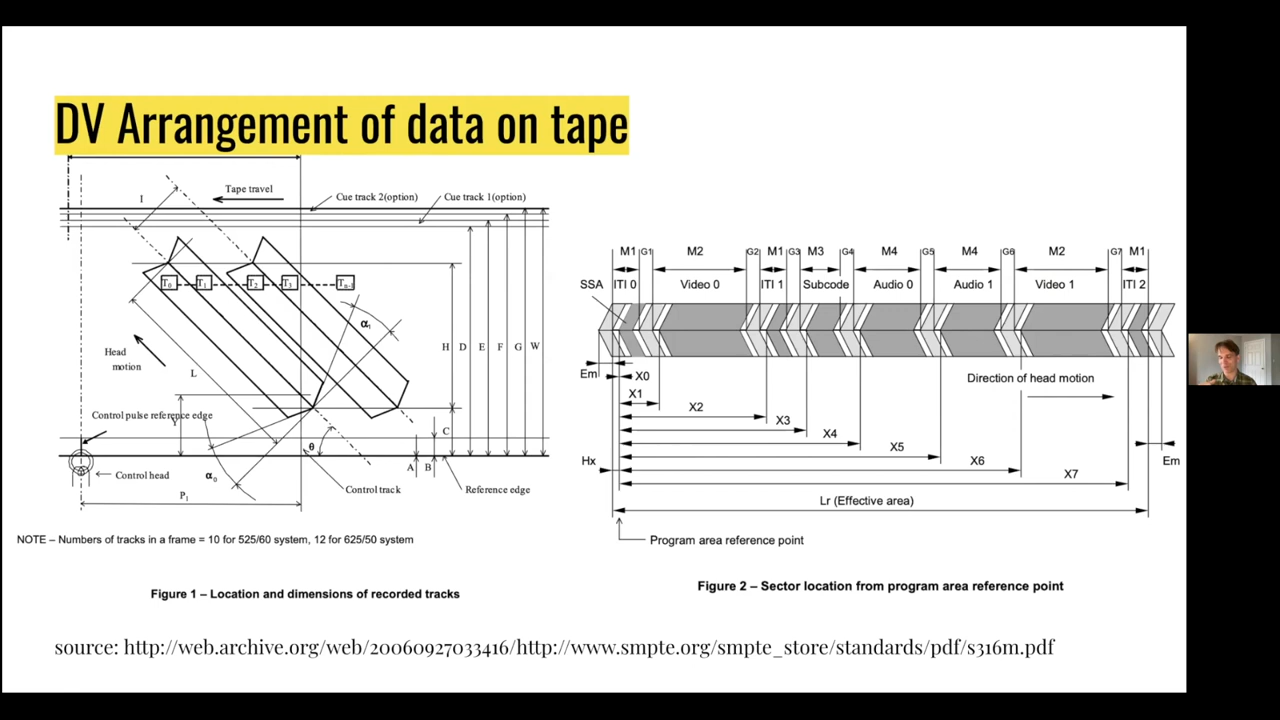 DV Arrangement of data on tape
I
Tape travel
Cue track 2(option)
Cue track 1(option)
T0
T1
T2
T3
Tn-1
α1
Head
motion
L
H D E F G W
Control pulse reference edge
Y
C
θ
A B
α0
Control head
Control track
Reference edge
P1
NOTE – Numbers of tracks in a frame = 10 for 525/60 system, 12 for 625/50 system
Figure 1 – Location and dimensions of recorded tracks
M1 G1 M2 G2 M1 G3 M3 G4 M4 G5 M4 G6 M2 G7 M1
SSA ITI 0 Video 0 ITI 1 Subcode Audio 0 Audio 1 Video 1 ITI 2
Em
X0
Direction of head motion
X1
X2
X3
X4
X5
Hx
X6
Em
X7
Lr (Effective area)
Program area reference point
Figure 2 – Sector location from program area reference point
source: http://web.archive.org/web/20060927033416/http://www.smpte.org/smpte_store/standards/pdf/s316m.pdf